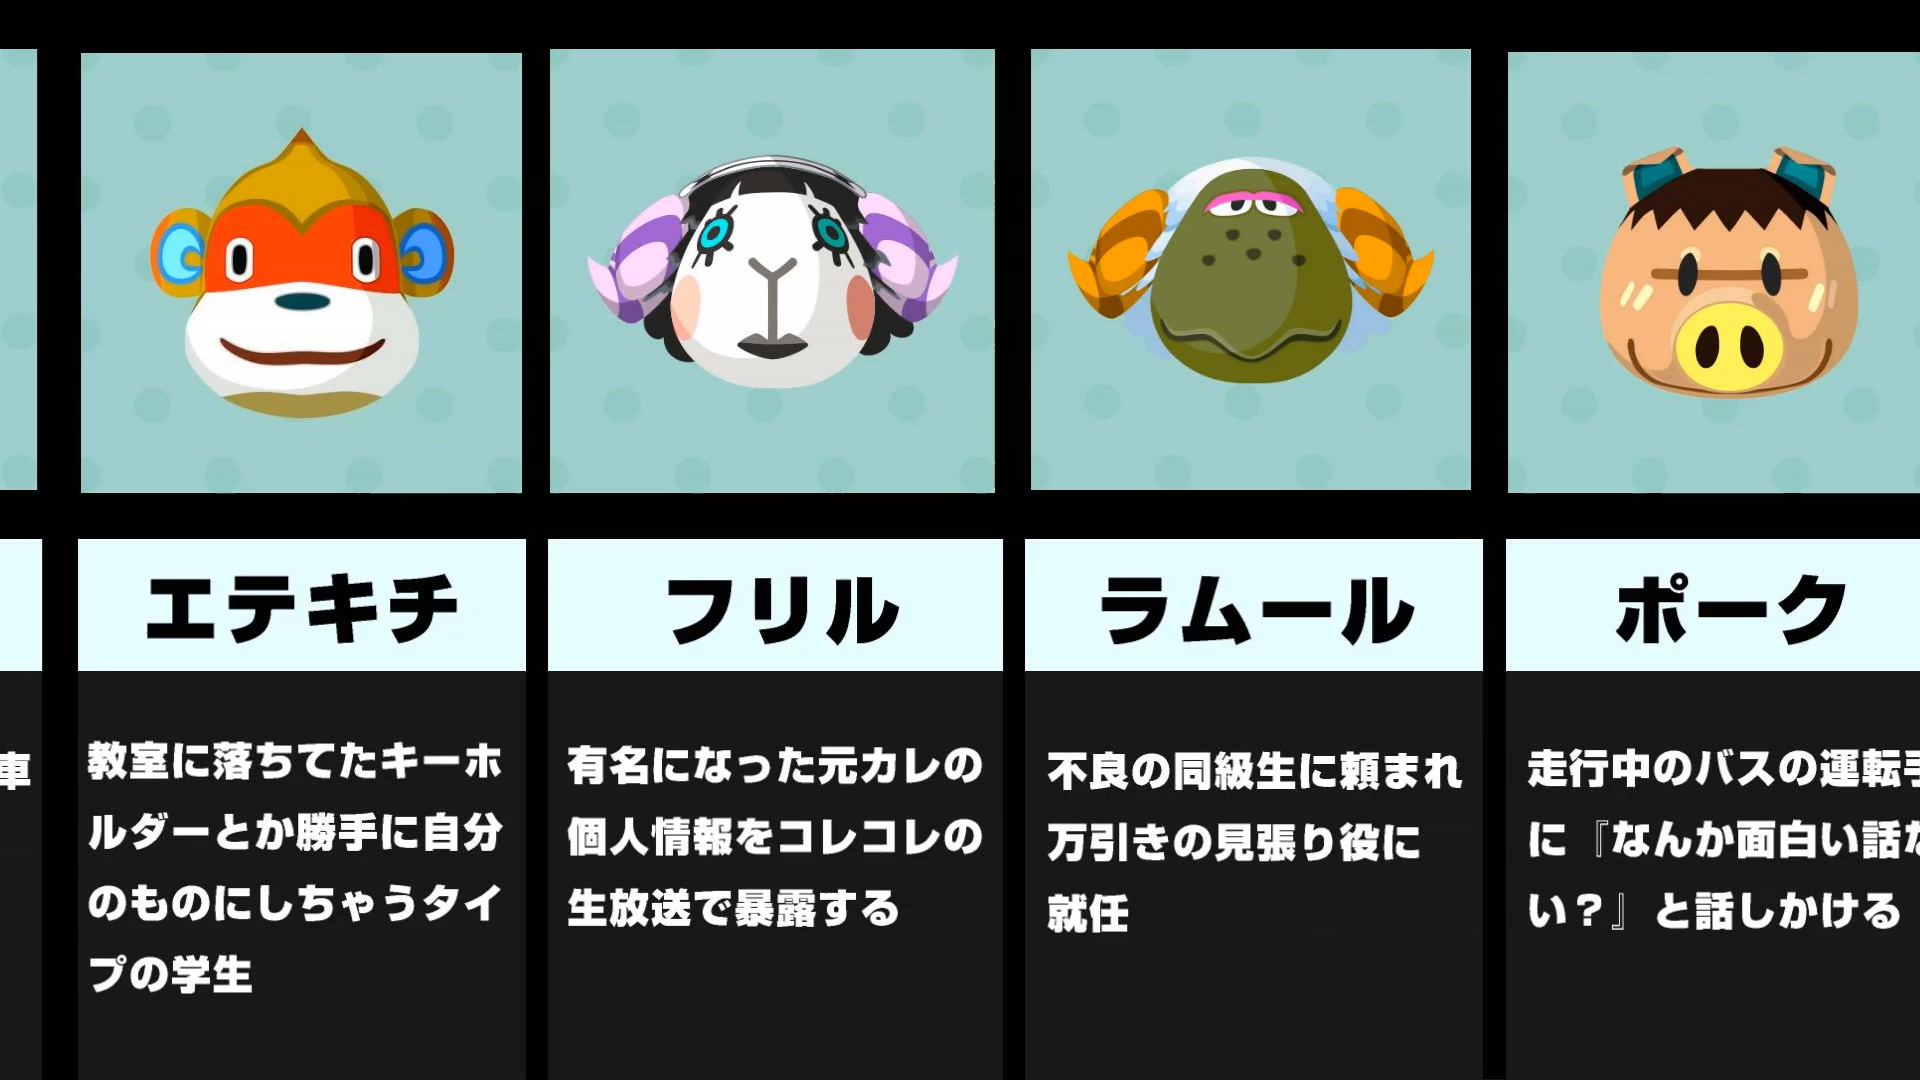 車
エテキチ
教室に落ちてたキーホ
ルダーとか勝手に自分
のものにしちゃうタイ
プの学生
フリル
有名になった元カレの
個人情報をコレコレの
生放送で暴露する
ラムール
不良の同級生に頼まれ
万引きの見張り役に
就任
ポーク
走行中のバスの運転手
に『なんか面白い話な
い？』と話しかける